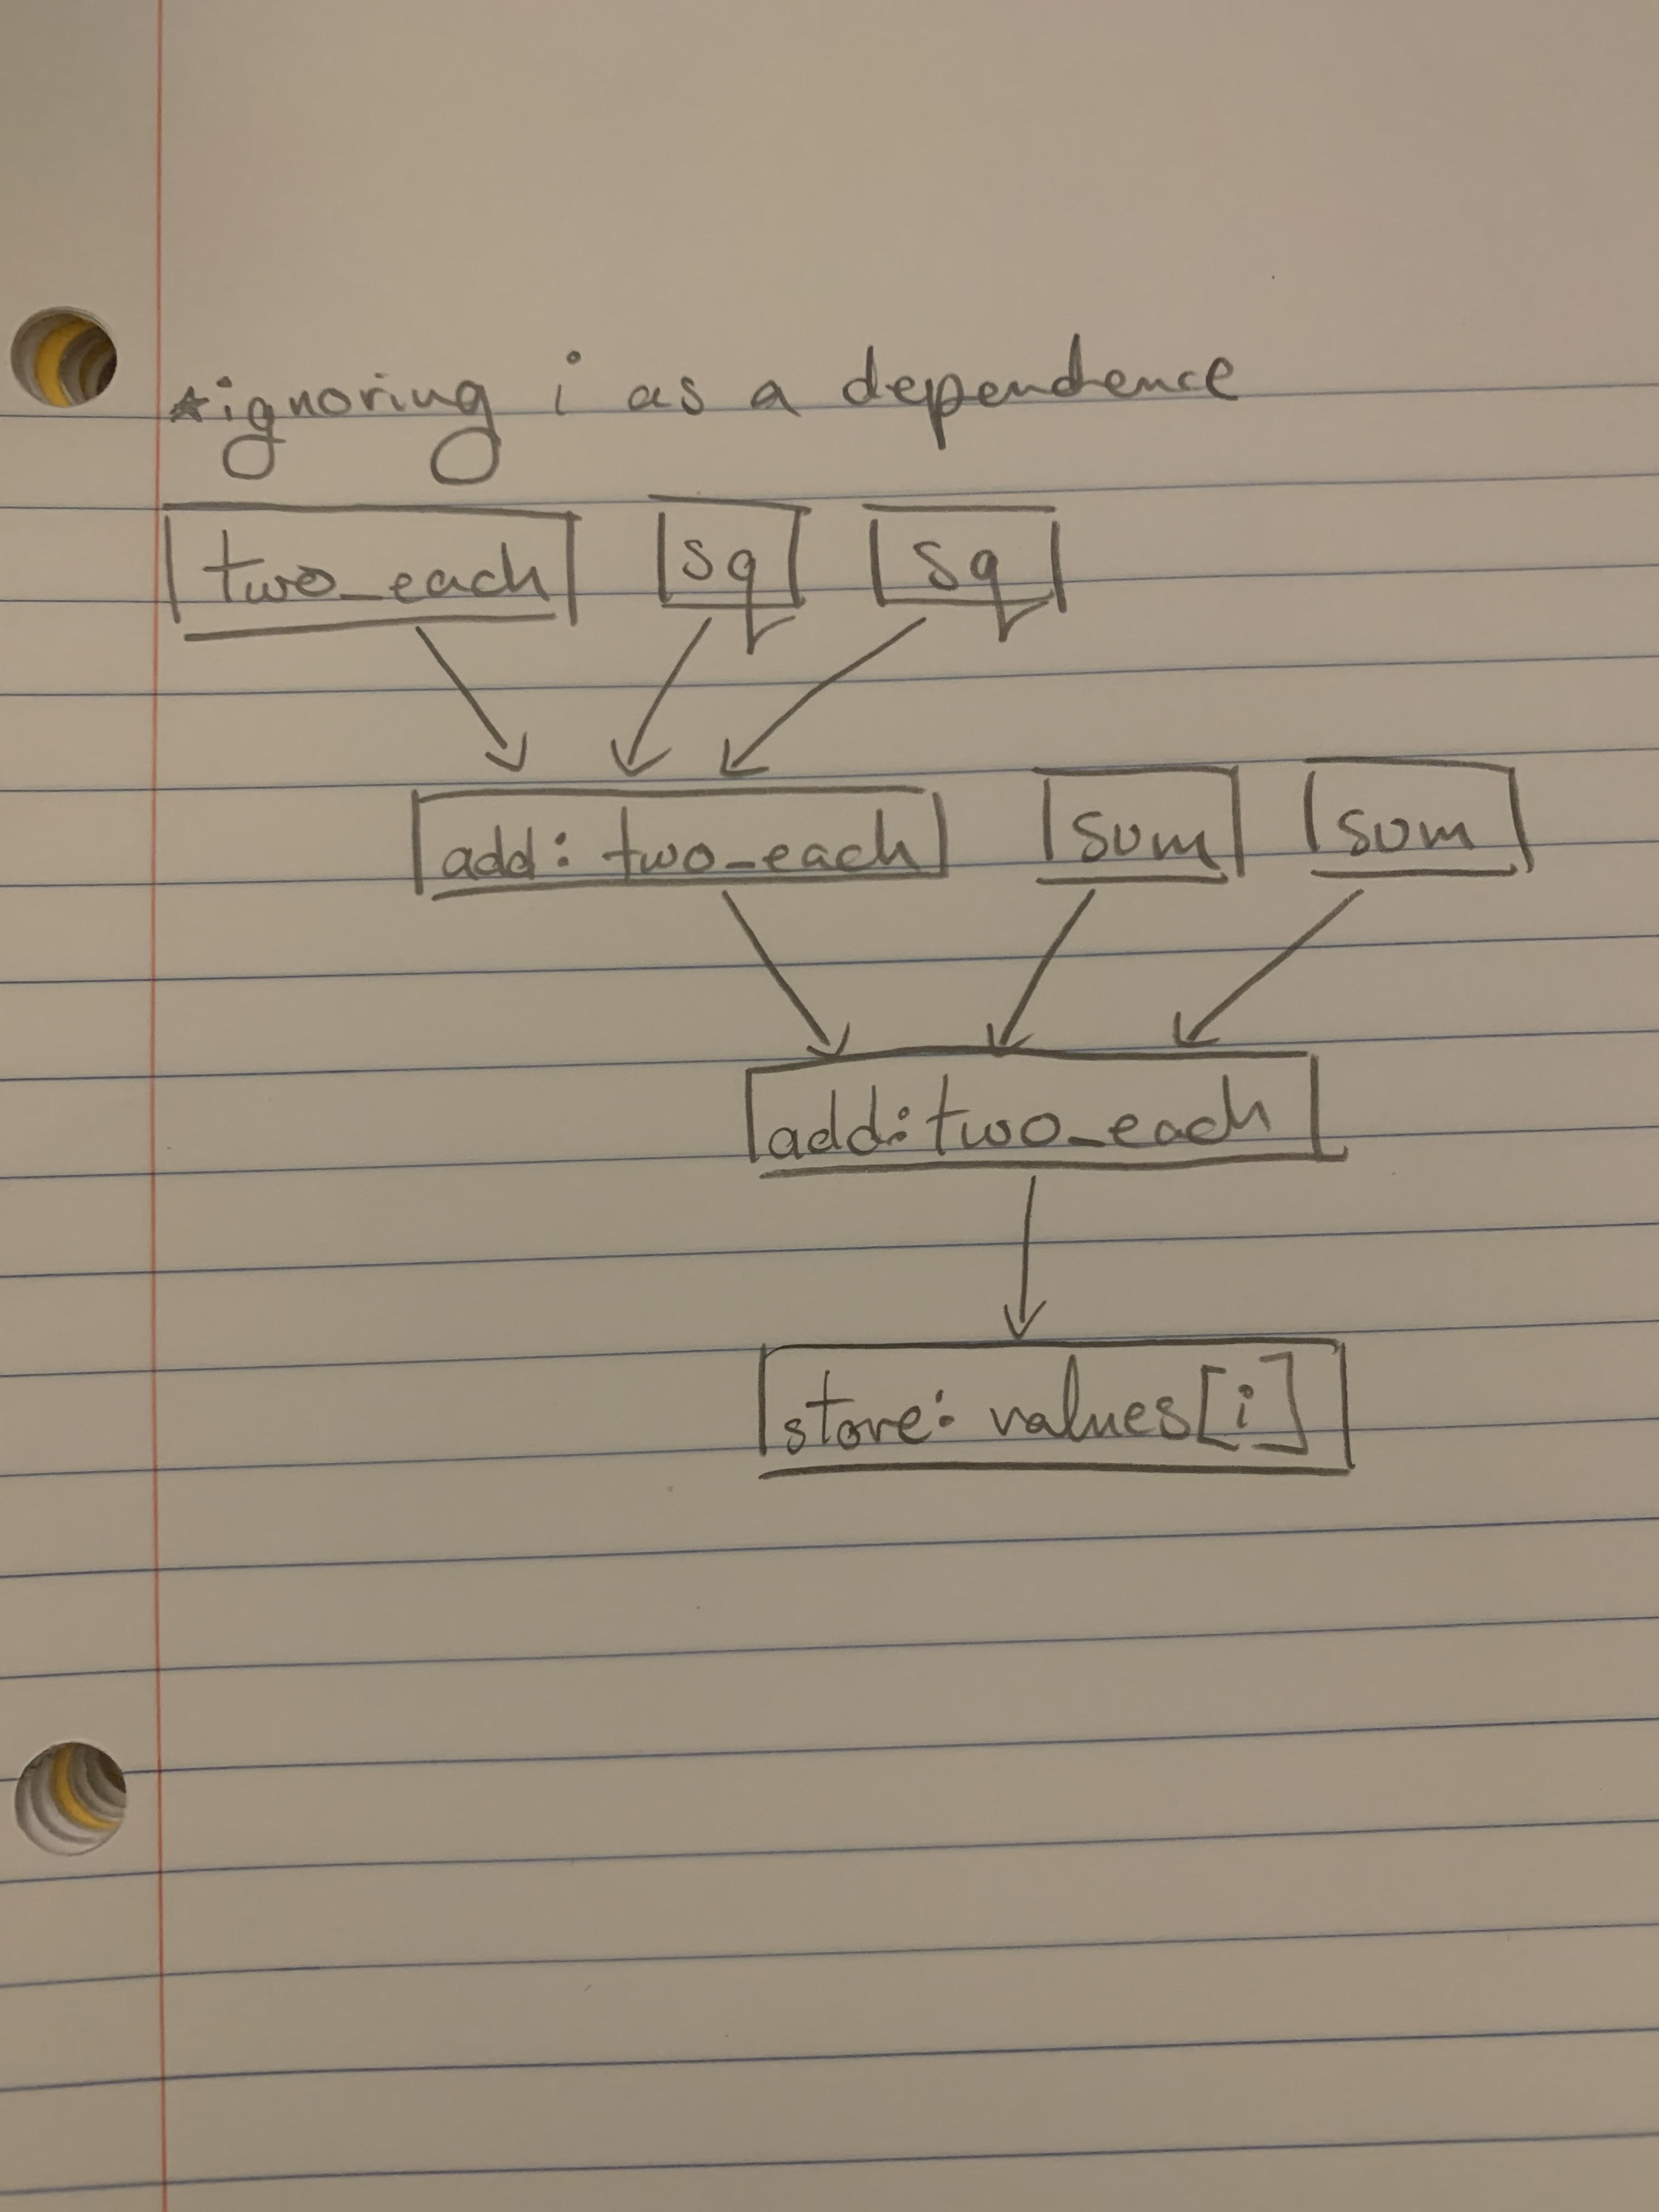 *ignoring i as a dependence
two_each sq sq
add: two_each sum sum
add: two_each
store: values[i]